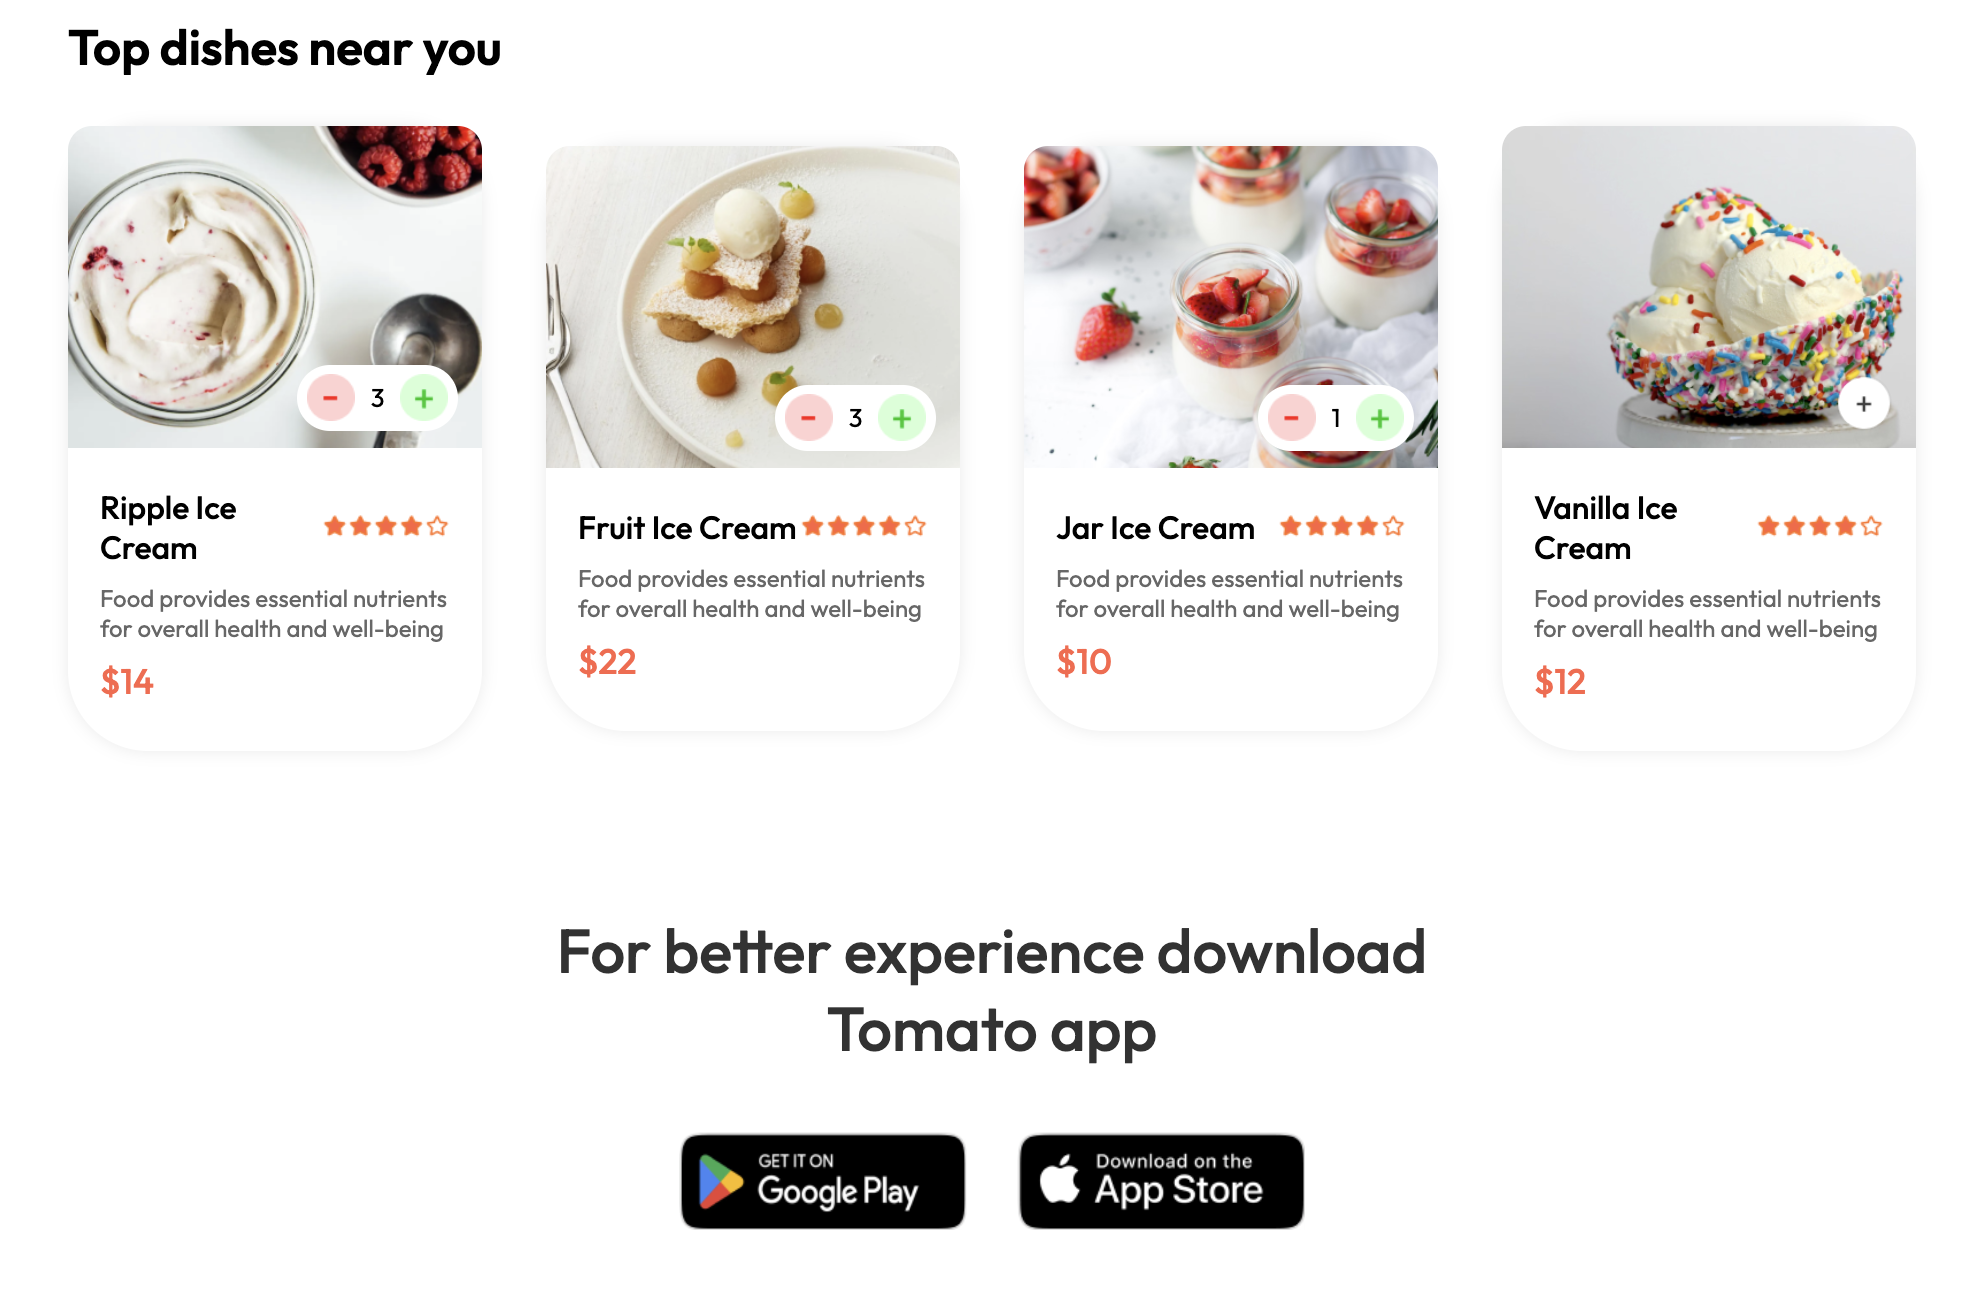 Top dishes near you
3
3
1
+
Ripple Ice
Cream
Food provides essential nutrients
for overall health and well-being
$14
Fruit Ice Cream
Food provides essential nutrients
for overall health and well-being
$22
Jar Ice Cream
Food provides essential nutrients
for overall health and well-being
$10
Vanilla Ice
Cream
Food provides essential nutrients
for overall health and well-being
$12
For better experience download
Tomato app
GET IT ON
Google Play
Download on the
App Store